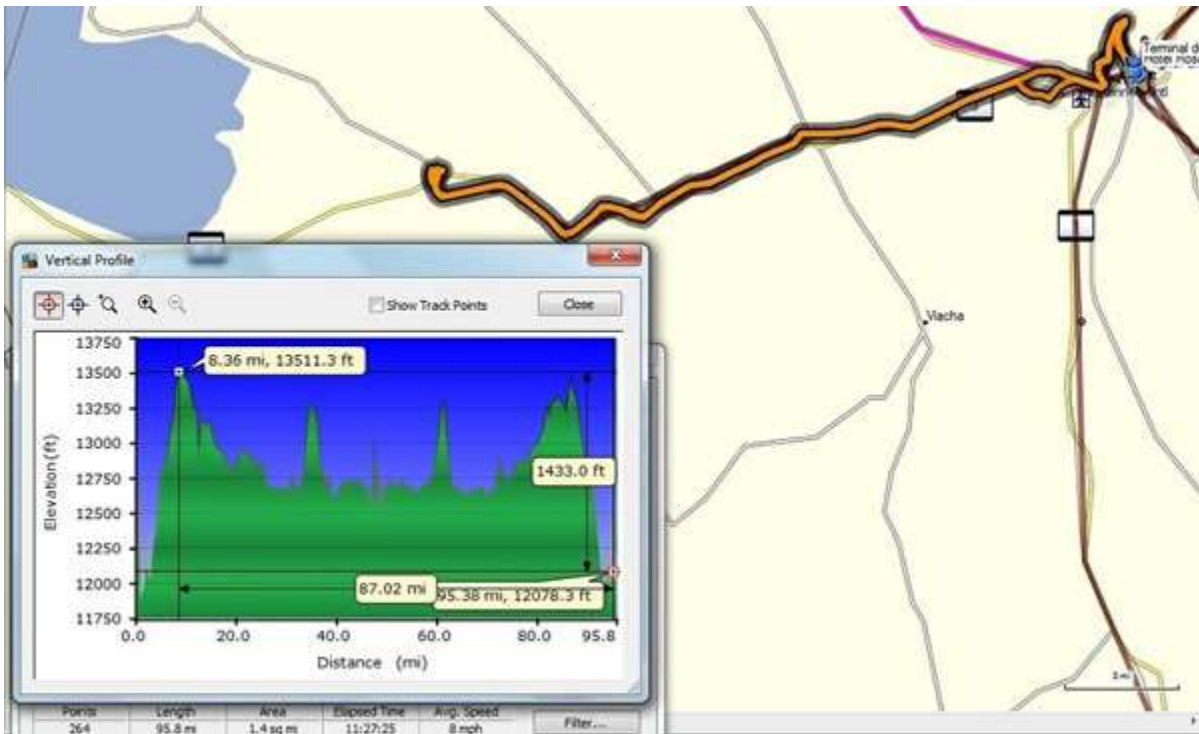 Terminal d
Viacha
3 mi
Vertical Profile
Show Track Points
Close
13750
13500
13250
13000
12750
12500
12250
12000
11750
Elevation(ft)
8.36 mi, 13511.3 ft
1433.0 ft
87.02 mi
95.38 mi, 12078.3 ft
0.0 20.0 40.0 60.0 80.0 95.8
Distance (mi)
Points Length Area Elapsed Time Avg. Speed
264 95.8 mi 1.4 sq mi 11:27:25 8 mph
Filter...